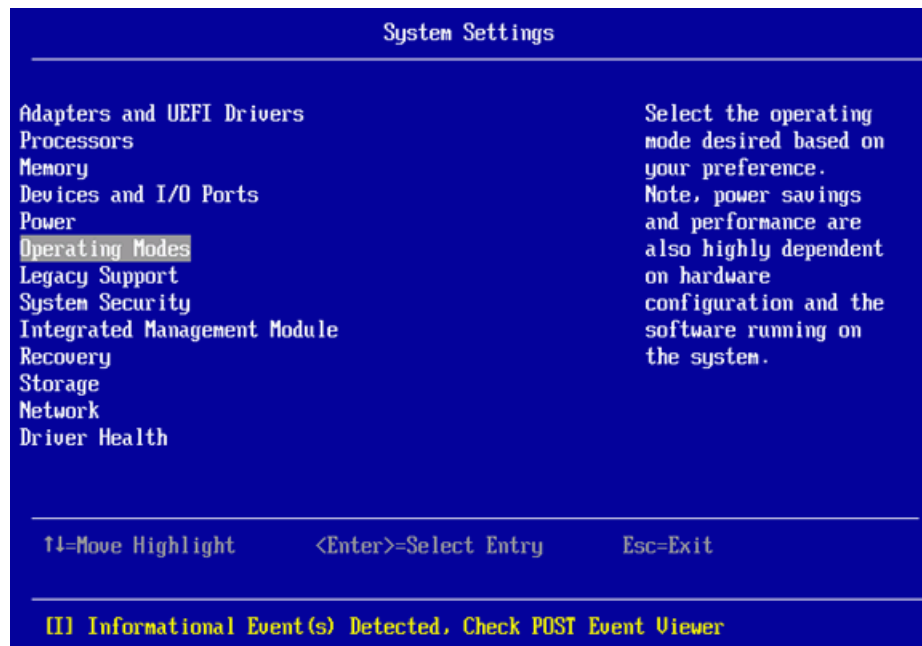 System Settings
Adapters and UEFI Drivers
Processors
Memory
Devices and I/O Ports
Power
Operating Modes
Legacy Support
System Security
Integrated Management Module
Recovery
Storage
Network
Driver Health
Select the operating
mode desired based on
your preference.
Note, power savings
and performance are
also highly dependent
on hardware
configuration and the
software running on
the system.
↑↓=Move Highlight <Enter>=Select Entry Esc=Exit
[I] Informational Event(s) Detected, Check POST Event Viewer